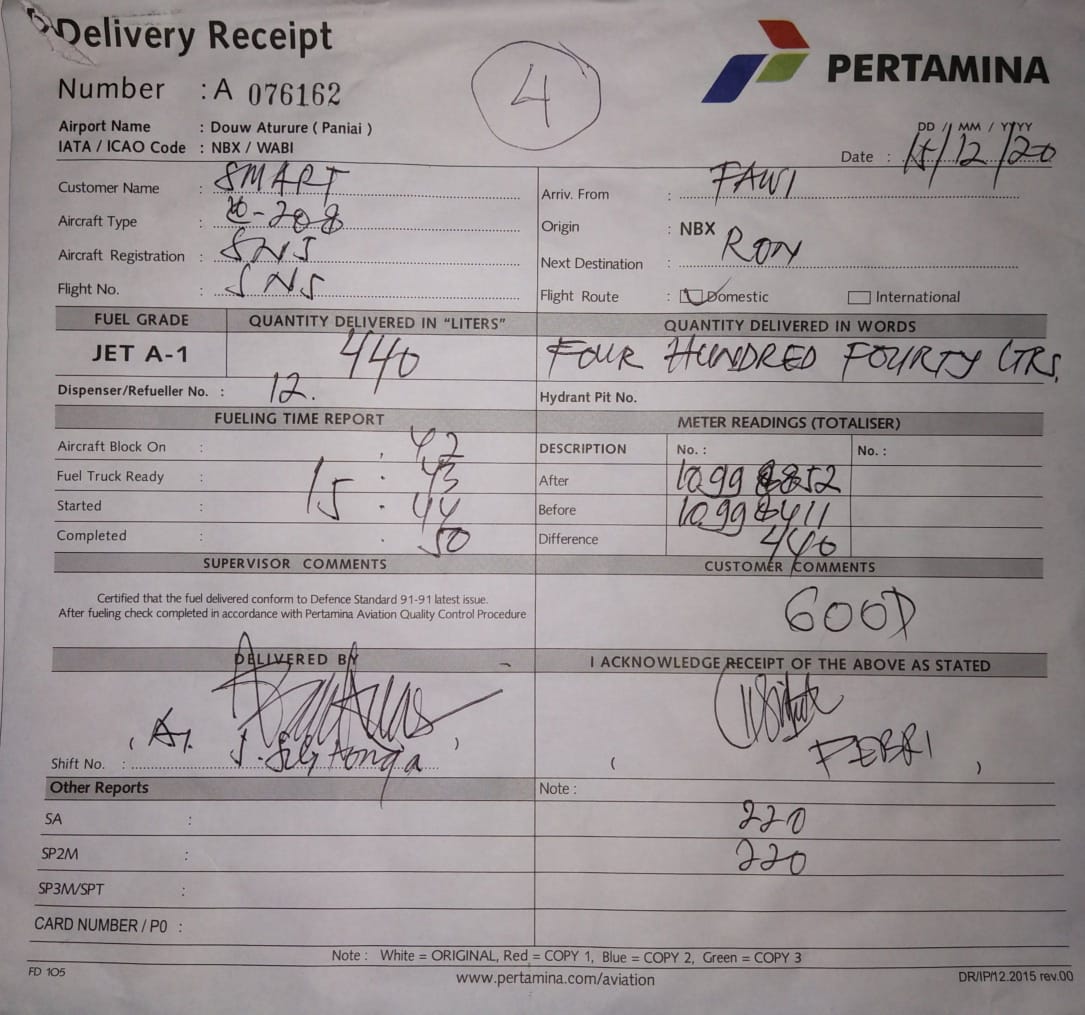 Delivery Receipt
4
PERTAMINA
Number : A 076162
Airport Name : Douw Aturure ( Paniai )
IATA / ICAO Code : NBX / WABI
DD / MM / YYYY
Date : /12/20
Customer Name : SMART
Arriv. From : FAWI
Aircraft Type : -208
Origin : NBX
Aircraft Registration : SNS
Next Destination : RON
Flight No. : SNS
Flight Route : Domestic International
FUEL GRADE QUANTITY DELIVERED IN “LITERS” QUANTITY DELIVERED IN WORDS
JET A-1 440 FOUR HUNDRED FOURTY LTRS.
Dispenser/Refueller No. : 12.
Hydrant Pit No.
FUELING TIME REPORT METER READINGS (TOTALISER)
Aircraft Block On : 42
DESCRIPTION No. : No. :
Fuel Truck Ready : 15 : 43
After 10998852
Started : 44
Before 10998411
Completed : 50
Difference 440
SUPERVISOR COMMENTS CUSTOMER COMMENTS
Certified that the fuel delivered conform to Defence Standard 91-91 latest issue.
After fueling check completed in accordance with Pertamina Aviation Quality Control Procedure
GOOD
DELIVERED BY I ACKNOWLEDGE RECEIPT OF THE ABOVE AS STATED
Shift No. : ( )
( FEBRI )
Other Reports Note :
SA : 220
SP2M : 220
SP3M/SPT :
CARD NUMBER / P0 :
Note : White = ORIGINAL, Red = COPY 1, Blue = COPY 2, Green = COPY 3
FD 105 www.pertamina.com/aviation DR/IPM12.2015 rev.00